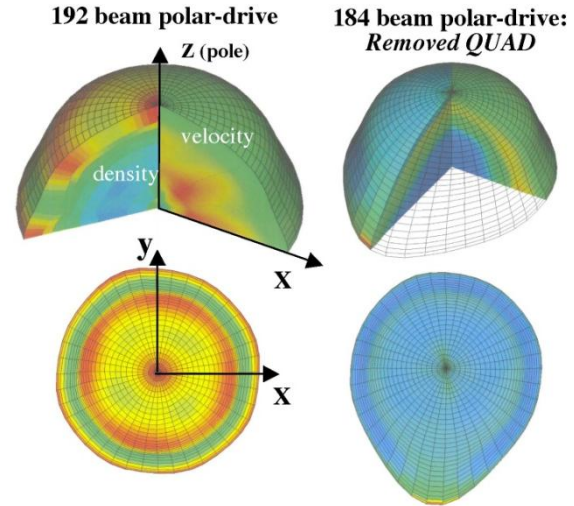 192 beam polar-drive
184 beam polar-drive:
Removed QUAD
Z (pole)
velocity
density
X
y
X